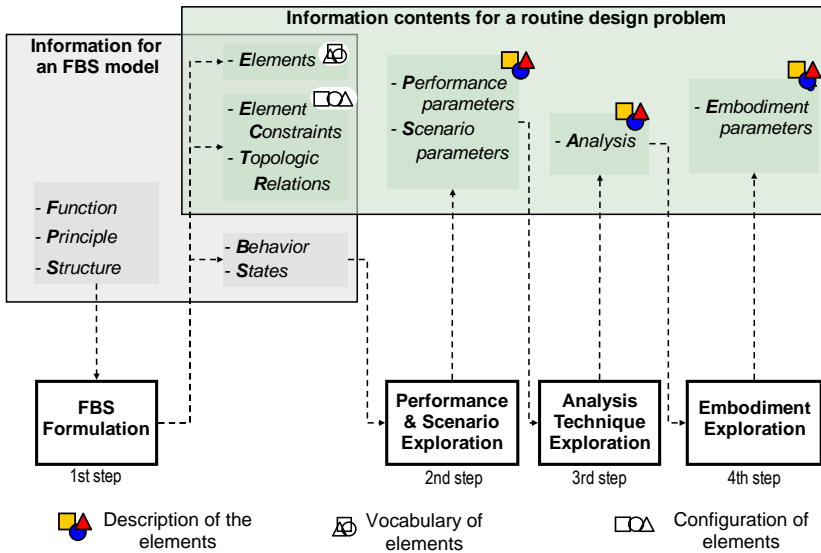 Information contents for a routine design problem
Information for
an FBS model
- Elements
- Element
Constraints
- Topologic
Relations
- Performance
parameters
- Scenario
parameters
- Analysis
- Embodiment
parameters
- Function
- Principle
- Structure
- Behavior
- States
FBS
Formulation
Performance
& Scenario
Exploration
Analysis
Technique
Exploration
Embodiment
Exploration
1st step
2nd step
3rd step
4th step
Description of the
elements
Vocabulary of
elements
Configuration of
elements